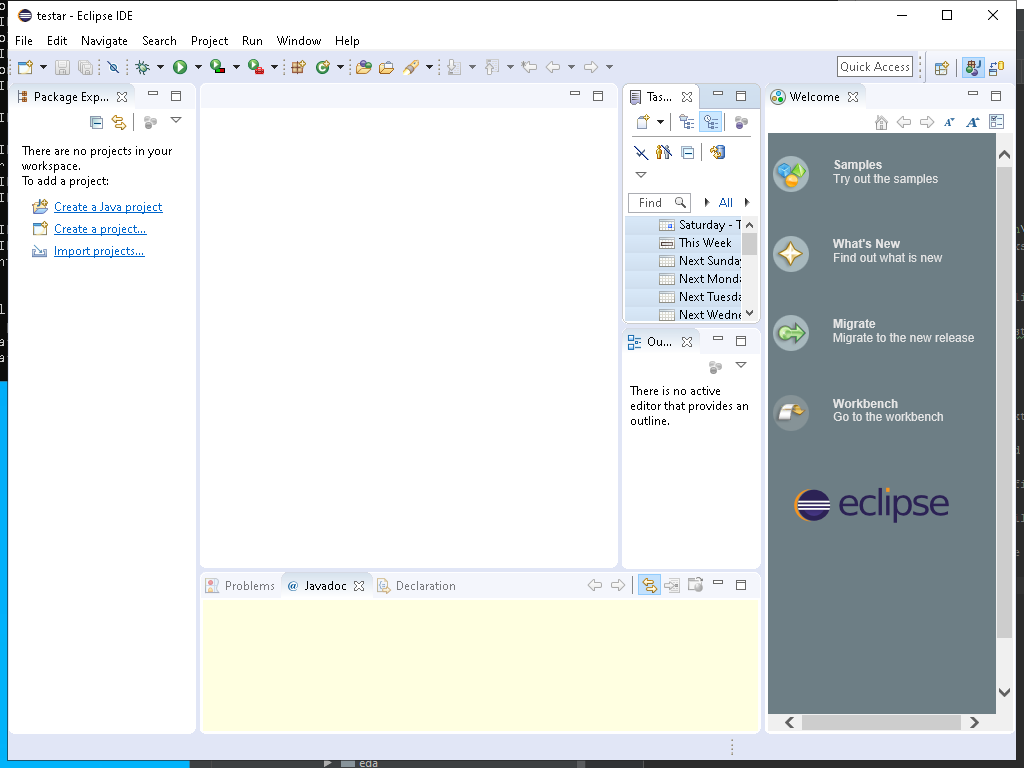 testar - Eclipse IDE
File Edit Navigate Search Project Run Window Help
Quick Access
Package Exp...
There are no projects in your
workspace.
To add a project:
Create a Java project
Create a project...
Import projects...
Tas...
Find
All
Saturday - T
This Week
Next Sunday
Next Monda
Next Tuesda
Next Wedne
Ou...
There is no active
editor that provides an
outline.
Welcome
Samples
Try out the samples
What's New
Find out what is new
Migrate
Migrate to the new release
Workbench
Go to the workbench
eclipse
Problems @ Javadoc Declaration
eda